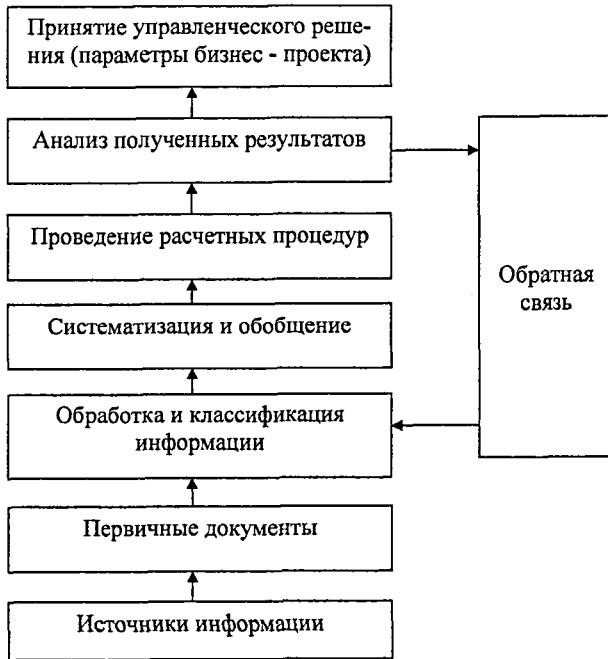 Принятие управленческого реше-
ния (параметры бизнес - проекта)
Анализ полученных результатов
Проведение расчетных процедур
Обратная
связь
Систематизация и обобщение
Обработка и классификация
информации
Первичные документы
Источники информации